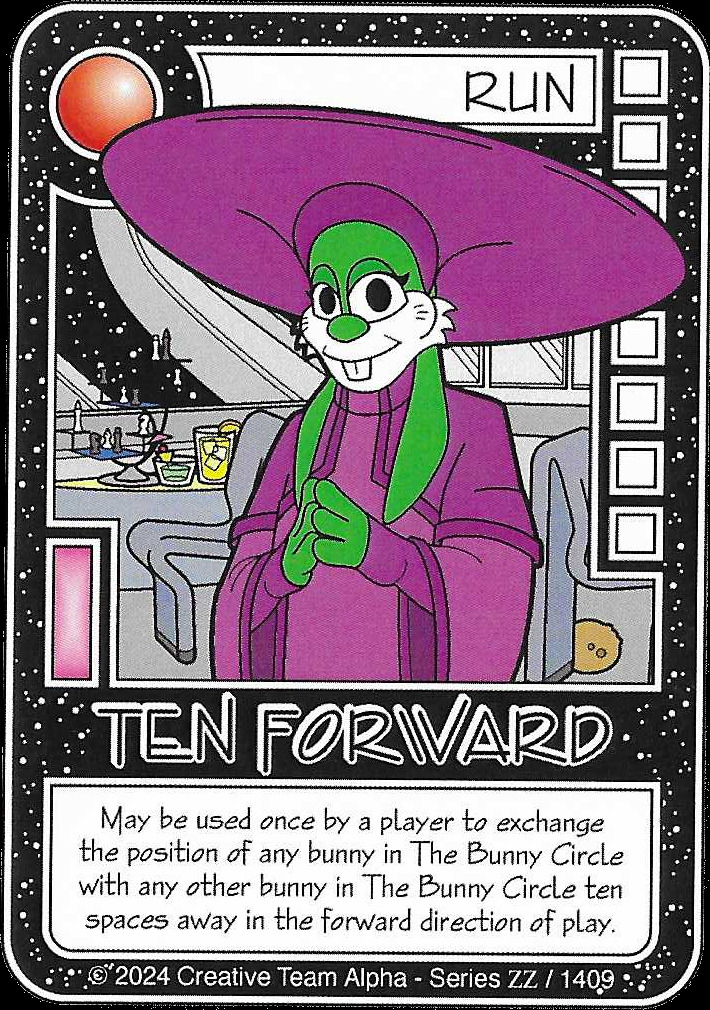 RUN
TEN FORWARD
May be used once by a player to exchange
the position of any bunny in The Bunny Circle
with any other bunny in The Bunny Circle ten
spaces away in the forward direction of play.
© 2024 Creative Team Alpha - Series ZZ / 1409